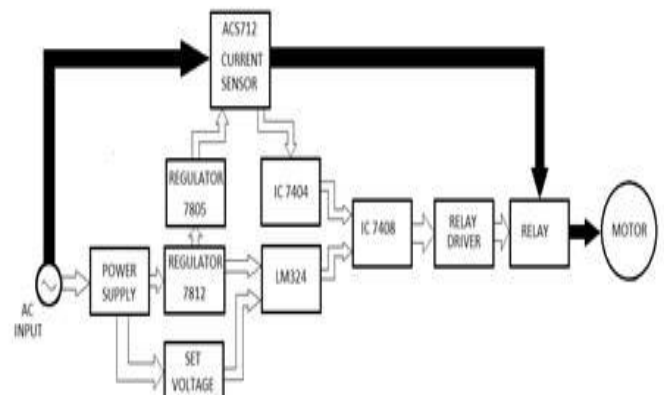 ACS712
CURRENT
SENSOR
REGULATOR
7805
IC 7404
IC 7408
RELAY
DRIVER
RELAY
MOTOR
POWER
SUPPLY
REGULATOR
7812
LM324
AC
INPUT
SET
VOLTAGE